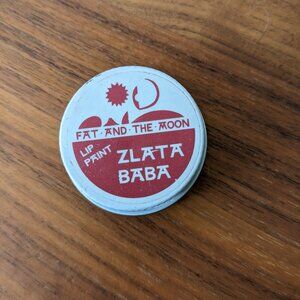 FAT · AND · THE · MOON
LIP PAINT
ZLATA
BABA